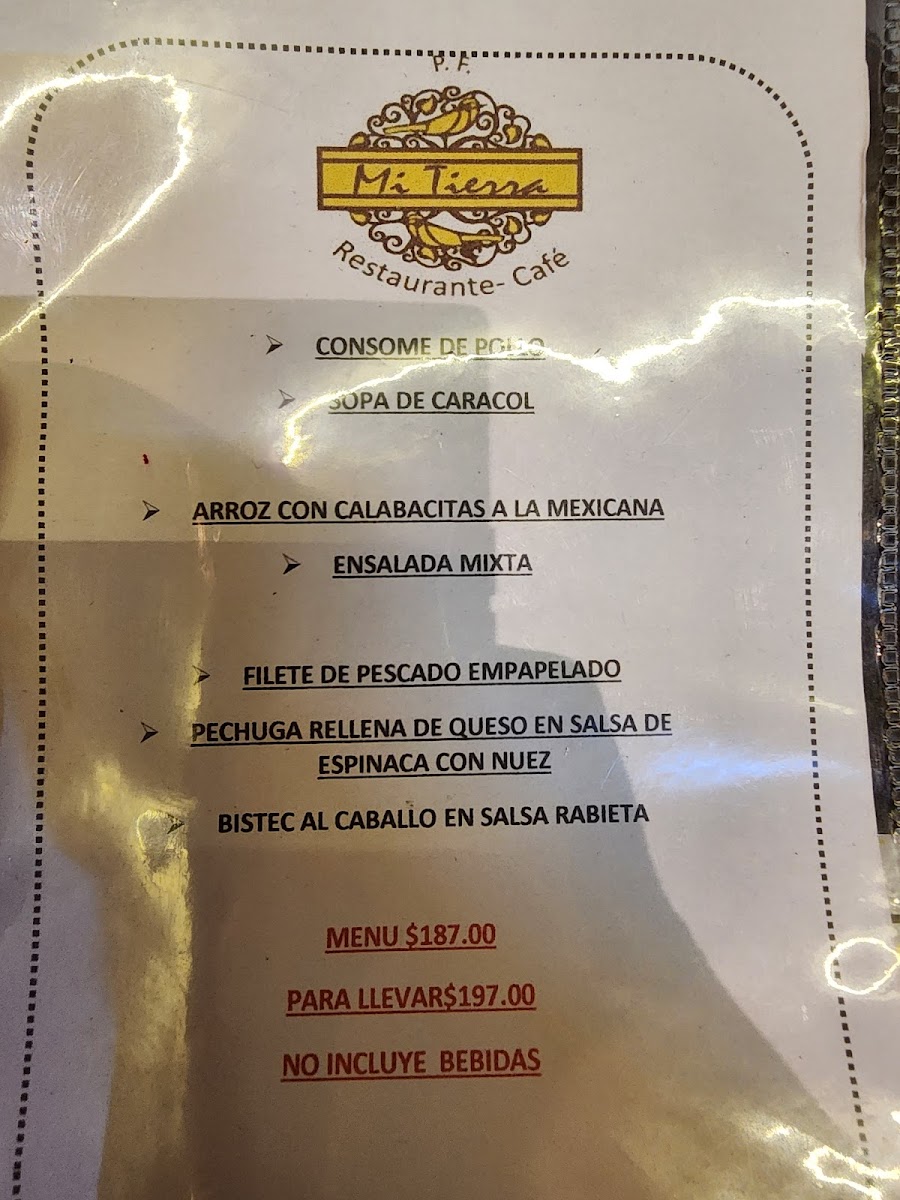 P. F.
Mi Tierra
Restaurante- Café
➢ CONSOME DE POLLO
➢ SOPA DE CARACOL
➢ ARROZ CON CALABACITAS A LA MEXICANA
➢ ENSALADA MIXTA
➢ FILETE DE PESCADO EMPAPELADO
➢ PECHUGA RELLENA DE QUESO EN SALSA DE
ESPINACA CON NUEZ
➢ BISTEC AL CABALLO EN SALSA RABIETA
MENU $187.00
PARA LLEVAR$197.00
NO INCLUYE BEBIDAS